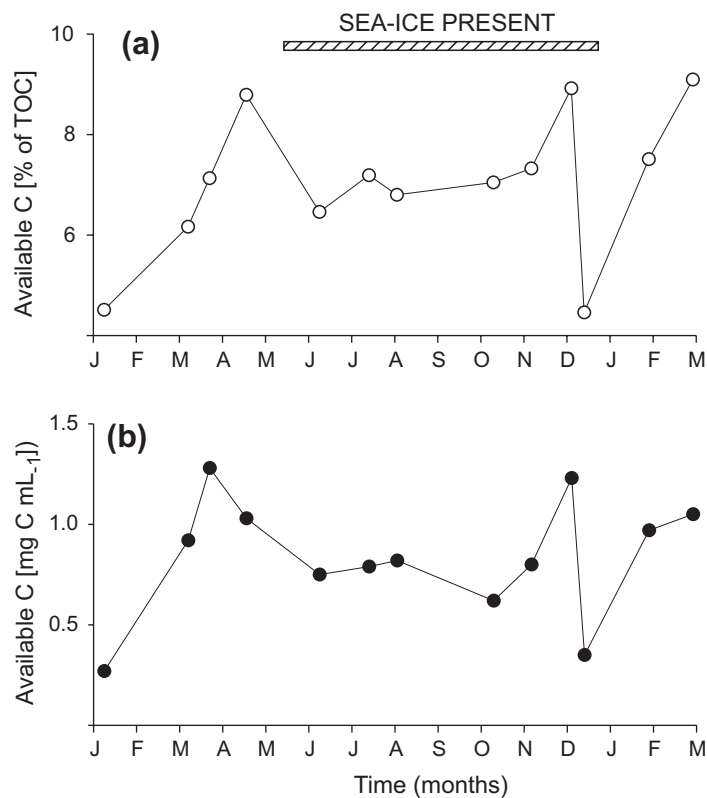 SEA-ICE PRESENT
(a)
Available C [% of TOC]
10
8
6
J F M A M J J A S O N D J F M
(b)
Available C [mg C mL-1])
1.5
1.0
0.5
J F M A M J J A S O N D J F M
Time (months)